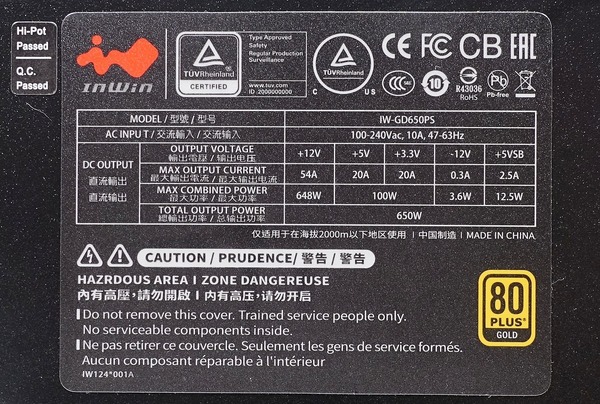 Hi-Pot
Passed
Q.C.
Passed
InWin
TÜVRheinland
CERTIFIED
Type Approved
Safety
Regular Production
Surveillance
www.tuv.com
ID 2000000000
TÜVRheinland
C US
CE FC CB EAC
CCC
10
R43036
RoHS
Pb
Pb-free
MODEL / 型號 / 型号 IW-GD650PS
AC INPUT / 交流輸入 / 交流输入 100-240Vac, 10A, 47-63Hz
DC OUTPUT
直流輸出
直流输出
OUTPUT VOLTAGE
輸出電壓 / 输出电压
+12V +5V +3.3V -12V +5VSB
MAX OUTPUT CURRENT
最大輸出電流 / 最大输出电流
54A 20A 20A 0.3A 2.5A
MAX COMBINED POWER
最大功率 / 最大功率
648W 100W 3.6W 12.5W
TOTAL OUTPUT POWER
總輸出功率 / 总输出功率
650W
仅适用于在海拔2000m以下地区使用 | 中国制造 | MADE IN CHINA
CAUTION / PRUDENCE/ 警告 / 警告
HAZRDOUS AREA I ZONE DANGEREUSE
內有高壓,請勿開啟 I 内有高压,请勿开启
Do not remove this cover. Trained service people only.
No serviceable components inside.
Ne pas retirer ce couvercle. Seulement les gens de service formés.
Aucun composant réparable à l'intérieur
IW124*001A
80
PLUS
GOLD